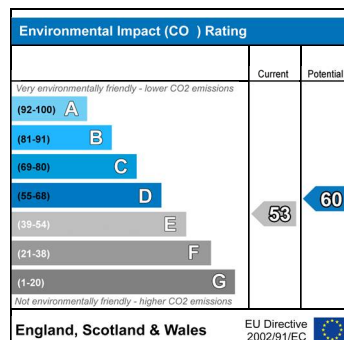 Environmental Impact (CO ) Rating
Current Potential
Very environmentally friendly - lower CO2 emissions
(92-100) A
(81-91) B
(69-80) C
(55-68) D
(39-54) E
(21-38) F
(1-20) G
53
60
Not environmentally friendly - higher CO2 emissions
England, Scotland & Wales
EU Directive
2002/91/EC